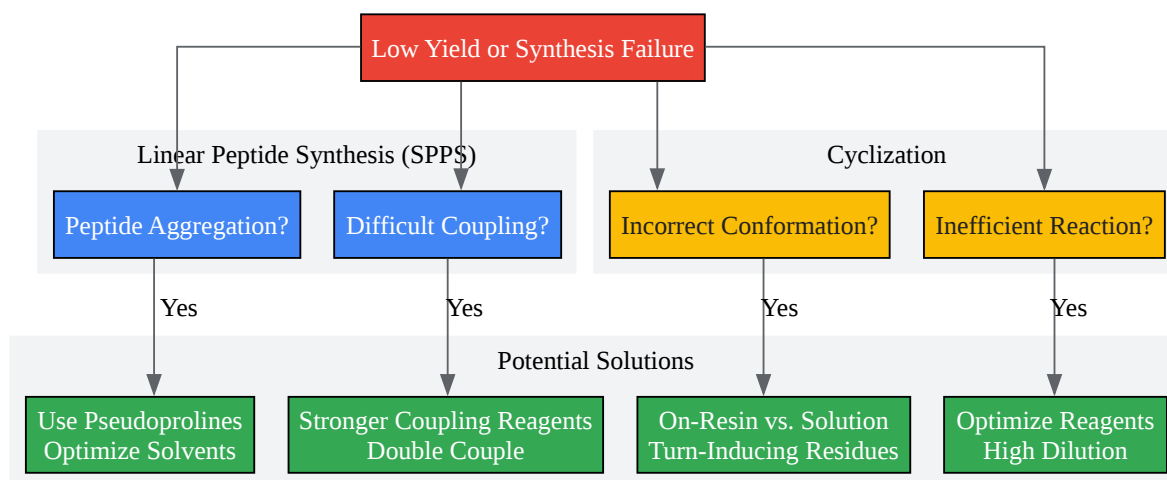 Low Yield or Synthesis Failure
Linear Peptide Synthesis (SPPS)
Cyclization
Peptide Aggregation?
Difficult Coupling?
Incorrect Conformation?
Inefficient Reaction?
Yes
Yes
Yes
Yes
Potential Solutions
Use Pseudoprolines
Optimize Solvents
Stronger Coupling Reagents
Double Couple
On-Resin vs. Solution
Turn-Inducing Residues
Optimize Reagents
High Dilution